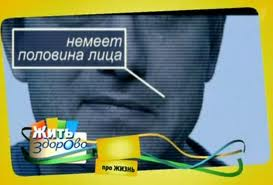 немеет
половина лица
Жить
здорОво
про ЖИЗНЬ